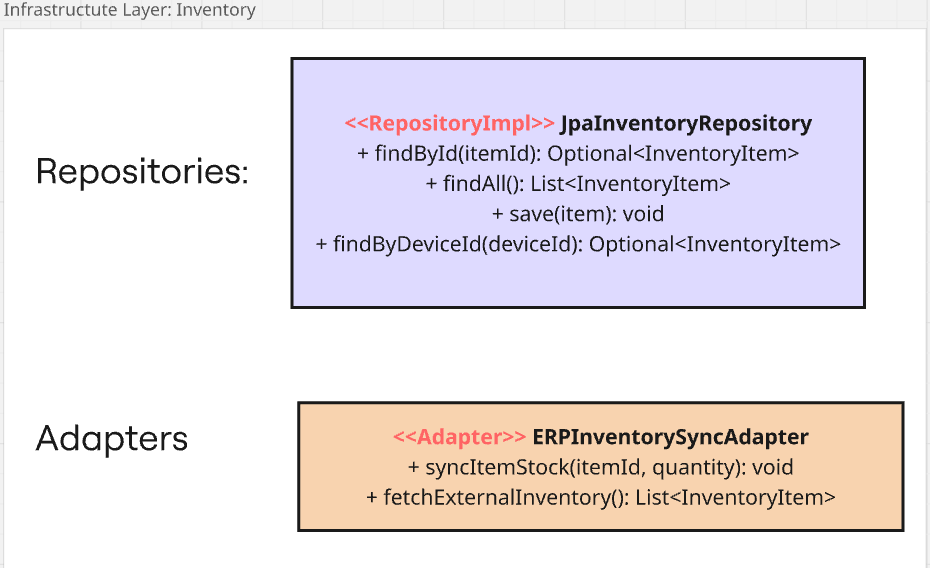 Infrastructute Layer: Inventory
Repositories:
<<RepositoryImpl>> JpaInventoryRepository
+ findById(itemId): Optional<InventoryItem>
+ findAll(): List<InventoryItem>
+ save(item): void
+ findByDeviceId(deviceId): Optional<InventoryItem>
Adapters
<<Adapter>> ERPInventorySyncAdapter
+ syncItemStock(itemId, quantity): void
+ fetchExternalInventory(): List<InventoryItem>